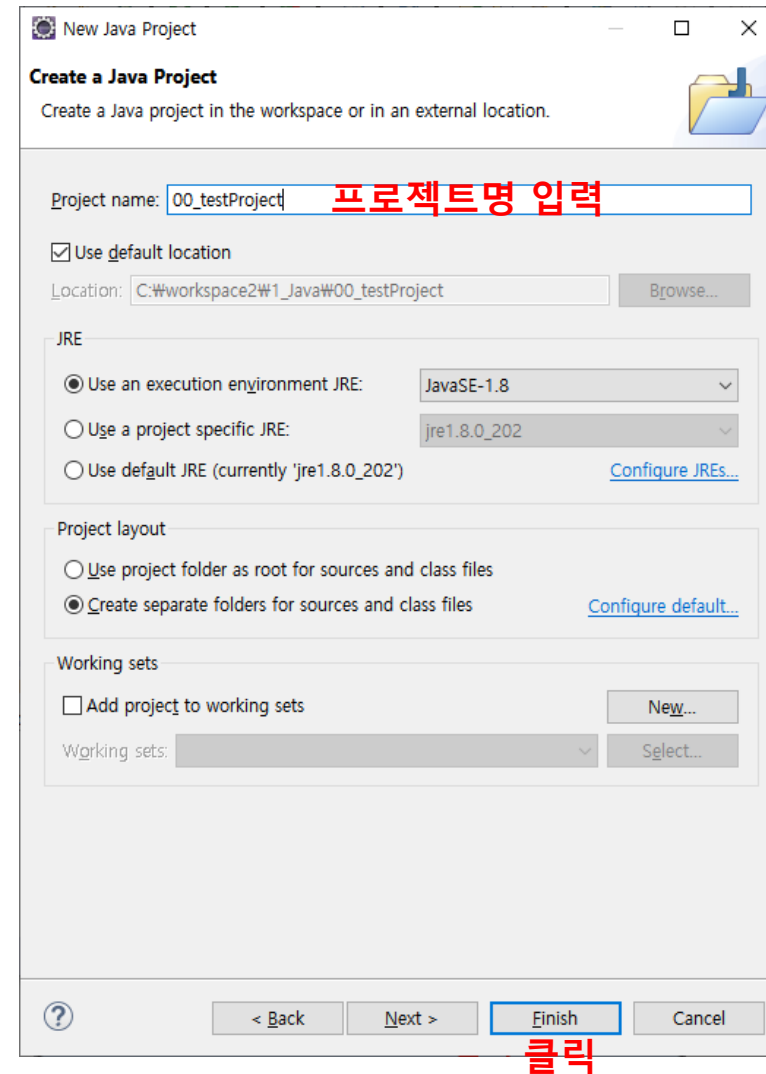 New Java Project
Create a Java Project
Create a Java project in the workspace or in an external location.
Project name: 00_testProject 프로젝트명 입력
Use default location
Location: C:₩workspace2₩1_Java₩00_testProject Browse...
JRE
Use an execution environment JRE: JavaSE-1.8
Use a project specific JRE: jre1.8.0_202
Use default JRE (currently 'jre1.8.0_202') Configure JREs...
Project layout
Use project folder as root for sources and class files
Create separate folders for sources and class files Configure default...
Working sets
Add project to working sets New...
Working sets: Select...
? < Back Next > Finish Cancel
클릭